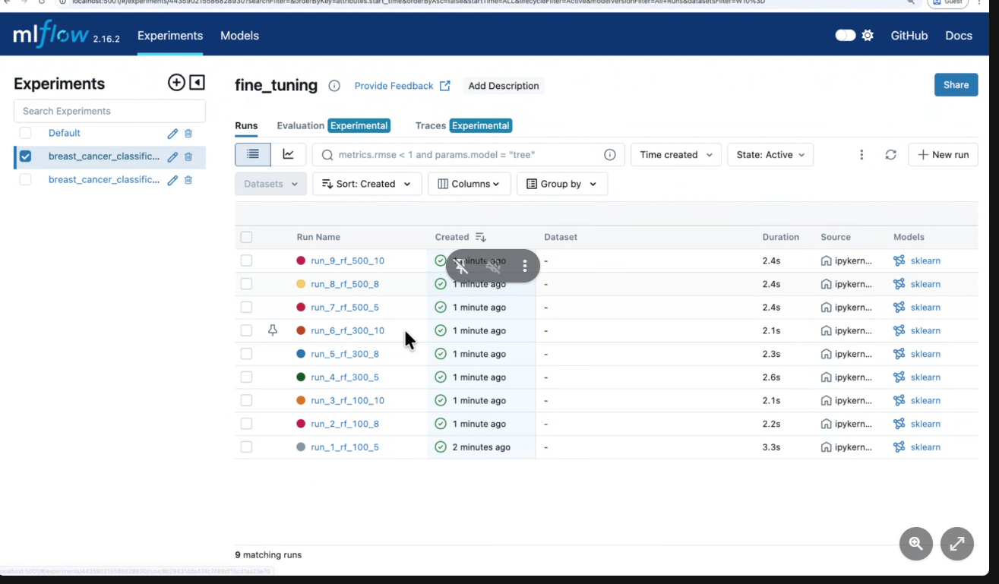 localhost:5001/#/experiments/443590215586828930?searchFilter=&orderByKey=attributes.start_time&orderByAsc=false&startTime=ALL&lifecycleFilter=Active&modelVersionFilter=All+Runs&datasetsFilter=W10%3D
Guest
mlflow 2.16.2 Experiments Models GitHub Docs
Experiments
Search Experiments
Default
breast_cancer_classific...
breast_cancer_classific...
fine_tuning Provide Feedback Add Description Share
Runs Evaluation Experimental Traces Experimental
metrics.rmse < 1 and params.model = "tree" Time created State: Active New run
Datasets Sort: Created Columns Group by
Run Name Created Dataset Duration Source Models
run_9_rf_500_10 minute ago - 2.4s ipykern... sklearn
run_8_rf_500_8 1 minute ago - 2.4s ipykern... sklearn
run_7_rf_500_5 1 minute ago - 2.4s ipykern... sklearn
run_6_rf_300_10 1 minute ago - 2.1s ipykern... sklearn
run_5_rf_300_8 1 minute ago - 2.3s ipykern... sklearn
run_4_rf_300_5 1 minute ago - 2.6s ipykern... sklearn
run_3_rf_100_10 1 minute ago - 2.1s ipykern... sklearn
run_2_rf_100_8 1 minute ago - 2.2s ipykern... sklearn
run_1_rf_100_5 2 minutes ago - 3.3s ipykern... sklearn
9 matching runs